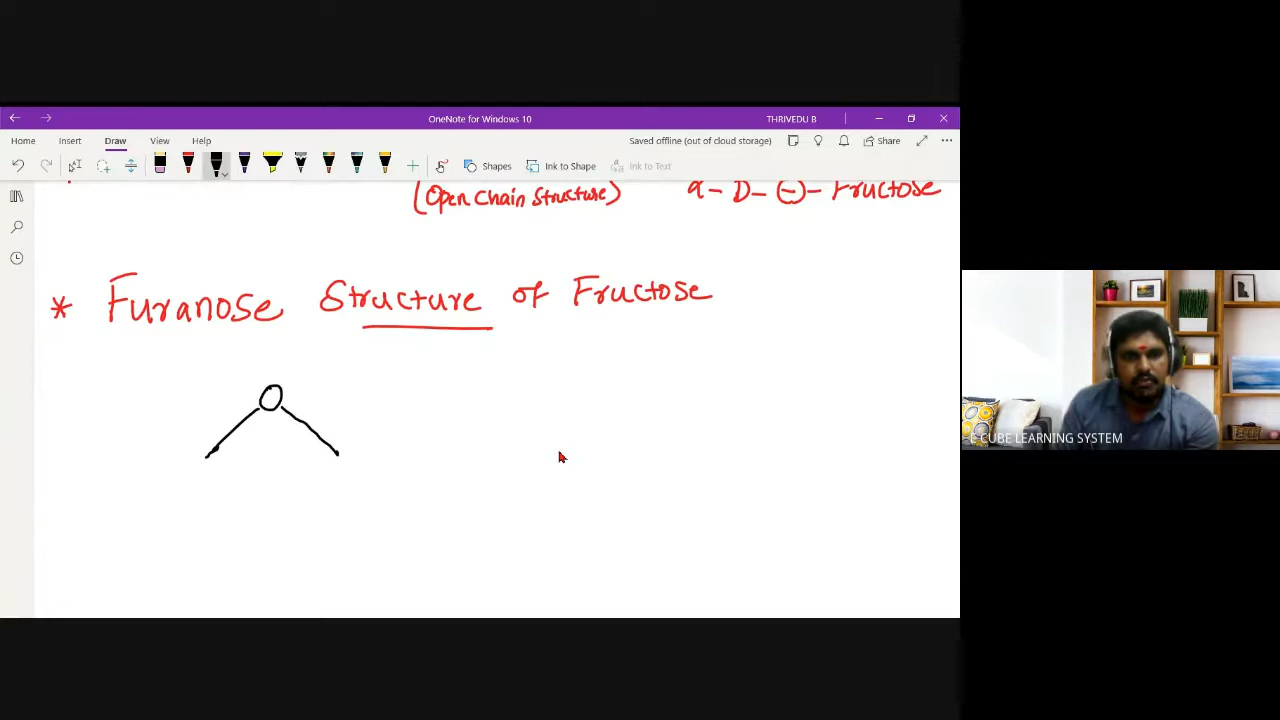 OneNote for Windows 10
THRIVEDU B
Home Insert Draw View Help
Saved offline (out of cloud storage)
Share
Shapes
Ink to Shape
Ink to Text
(Open Chain Structure)
α – D – (–) – Fructose
* Furanose Structure of Fructose
O
E CUBE LEARNING SYSTEM